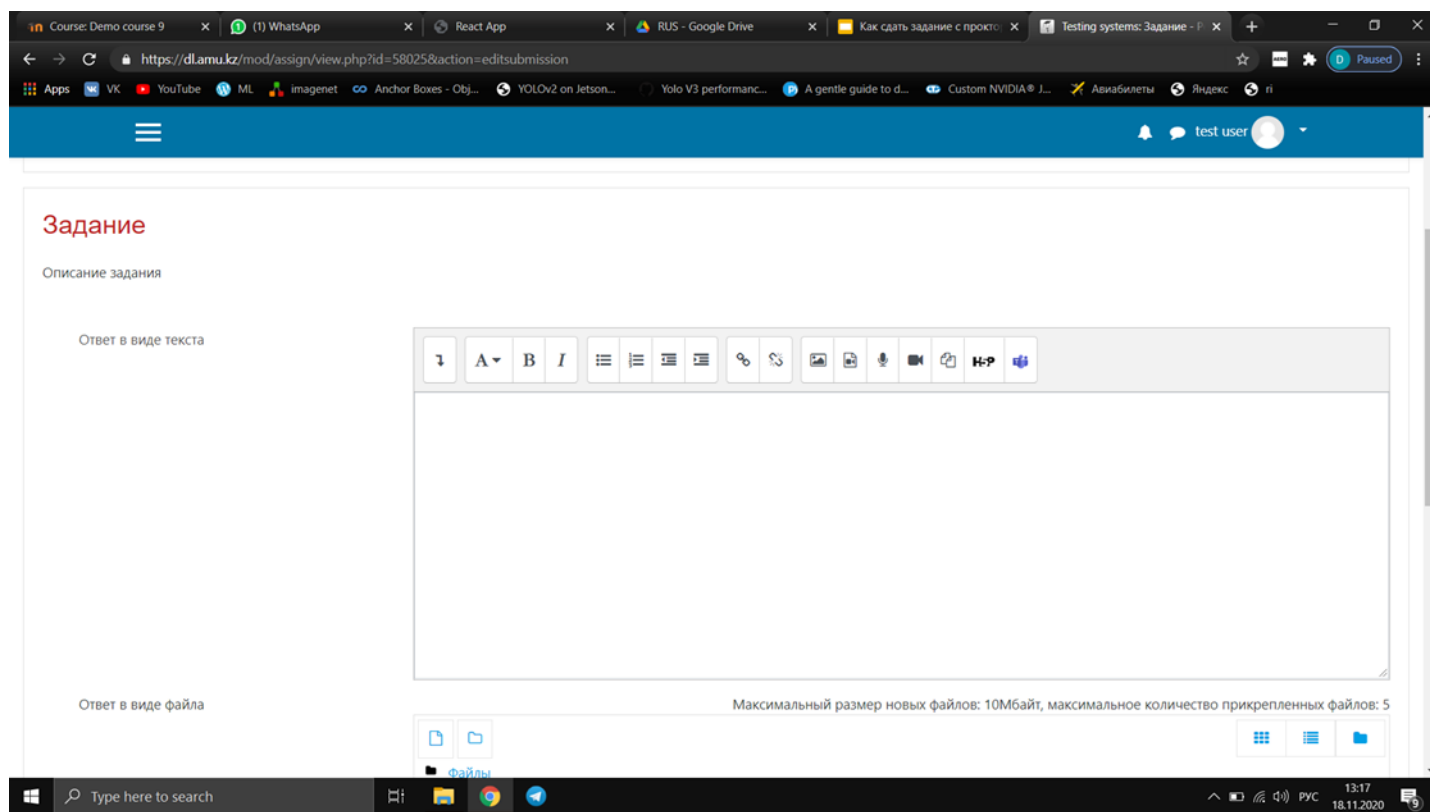 Course: Demo course 9
(1) WhatsApp
React App
RUS - Google Drive
Как сдать задание с прокто
Testing systems: Задание - P
https://dl.amu.kz/mod/assign/view.php?id=58025&action=editsubmission
AERO
D Paused
Apps VK YouTube ML imagenet Anchor Boxes - Obj... YOLOv2 on Jetson... Yolo V3 performanc... A gentle guide to d... Custom NVIDIA® J... Авиабилеты Яндекс ri
test user
Задание
Описание задания
Ответ в виде текста
A B I H-P
Ответ в виде файла
Максимальный размер новых файлов: 10Мбайт, максимальное количество прикрепленных файлов: 5
Файлы
Type here to search
РУС
13:17
18.11.2020
9